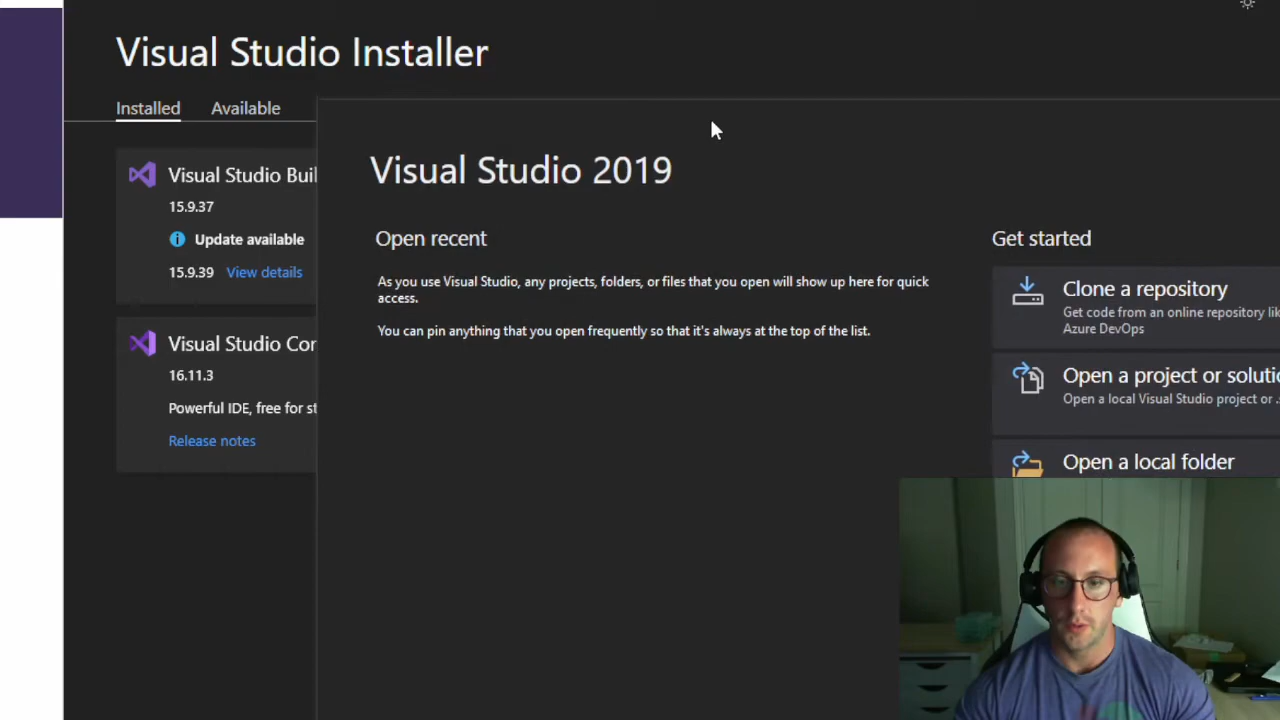 Visual Studio Installer
Installed
Available
Visual Studio Buil
15.9.37
Update available
15.9.39
View details
Visual Studio Cor
16.11.3
Powerful IDE, free for st
Release notes
Visual Studio 2019
Open recent
As you use Visual Studio, any projects, folders, or files that you open will show up here for quick
access.
You can pin anything that you open frequently so that it's always at the top of the list.
Get started
Clone a repository
Get code from an online repository lik
Azure DevOps
Open a project or solutio
Open a local Visual Studio project or .s
Open a local folder